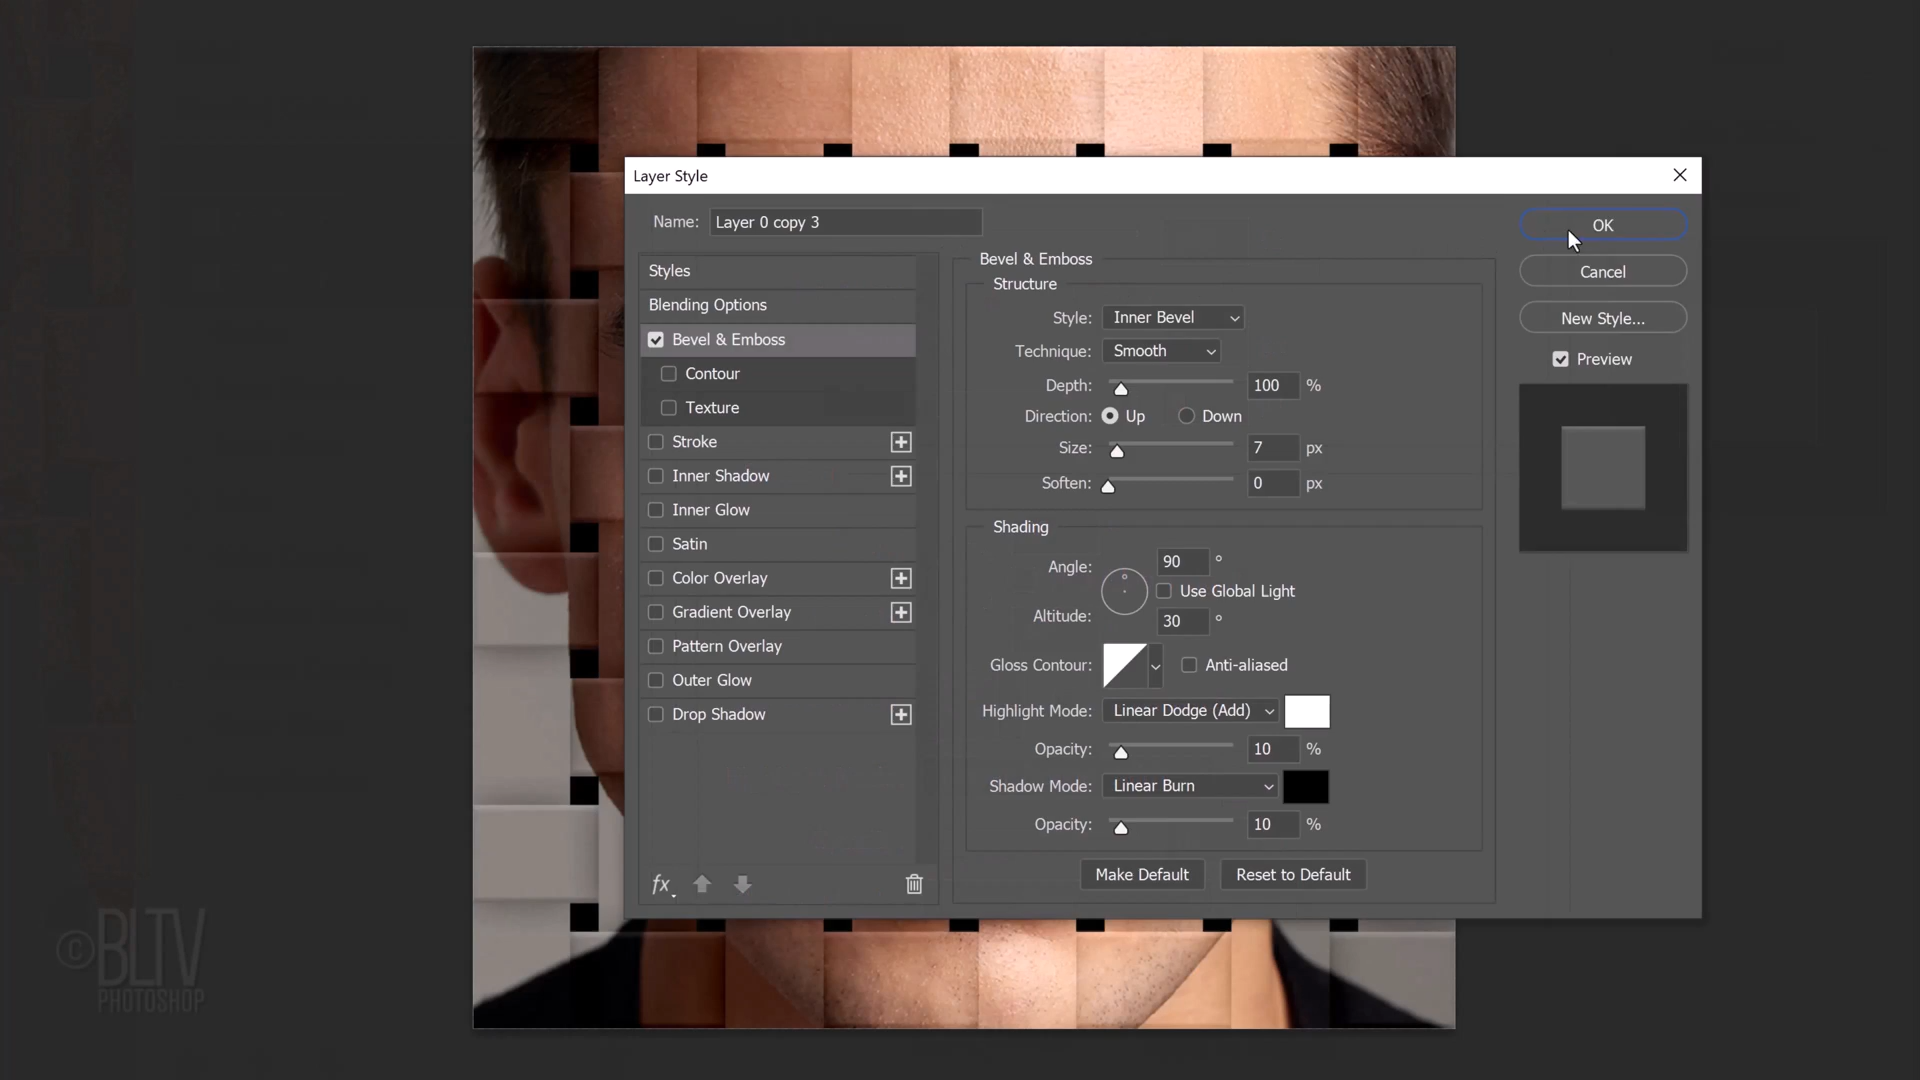 Layer Style
Name: Layer 0 copy 3
OK
Cancel
New Style...
Preview
Styles
Blending Options
Bevel & Emboss
Contour
Texture
Stroke
Inner Shadow
Inner Glow
Satin
Color Overlay
Gradient Overlay
Pattern Overlay
Outer Glow
Drop Shadow
fx
Bevel & Emboss
Structure
Style: Inner Bevel
Technique: Smooth
Depth: 100 %
Direction: Up Down
Size: 7 px
Soften: 0 px
Shading
Angle: 90 °
Use Global Light
Altitude: 30 °
Gloss Contour: Anti-aliased
Highlight Mode: Linear Dodge (Add)
Opacity: 10 %
Shadow Mode: Linear Burn
Opacity: 10 %
Make Default Reset to Default
©BLTV
PHOTOSHOP